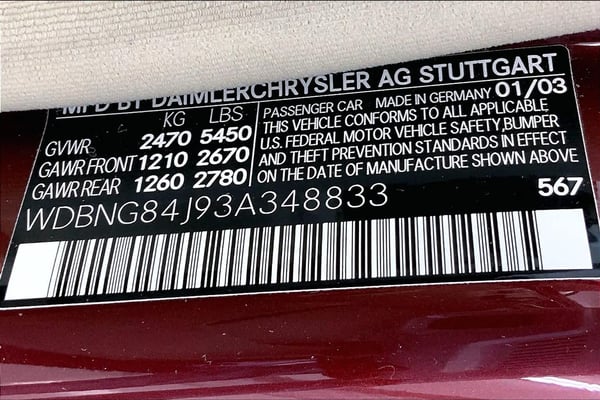 MFD BY DAIMLERCHRYSLER AG STUTTGART
KG LBS
GVWR 2470 5450
GAWR FRONT 1210 2670
GAWR REAR 1260 2780
PASSENGER CAR MADE IN GERMANY 01/03
THIS VEHICLE CONFORMS TO ALL APPLICABLE
U.S. FEDERAL MOTOR VEHICLE SAFETY, BUMPER
AND THEFT PREVENTION STANDARDS IN EFFECT
ON THE DATE OF MANUFACTURE SHOWN ABOVE
WDBNG84J93A348833
567